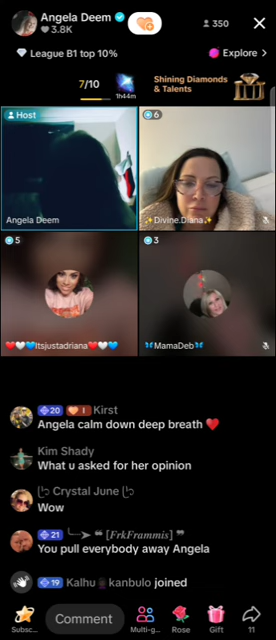 Angela Deem
3.8K
350
League B1 top 10%
Explore >
7/10
1h44m
Shining Diamonds
& Talents
Host
6
Angela Deem
✨Divine.Diana✨
5
3
❤️🤍💙Itsjustadriana❤️🤍💙
🦋MamaDeb🦋
20 I Kirst
Angela calm down deep breath ❤️
Kim Shady
What u asked for her opinion
Crystal June
Wow
21 ╰┈➤ ❝ [FrkFrammis] ❞
You pull everybody away Angela
19 Kalhu kanbulo joined
Subsc...
Comment
Multi-g...
Rose
Gift
11